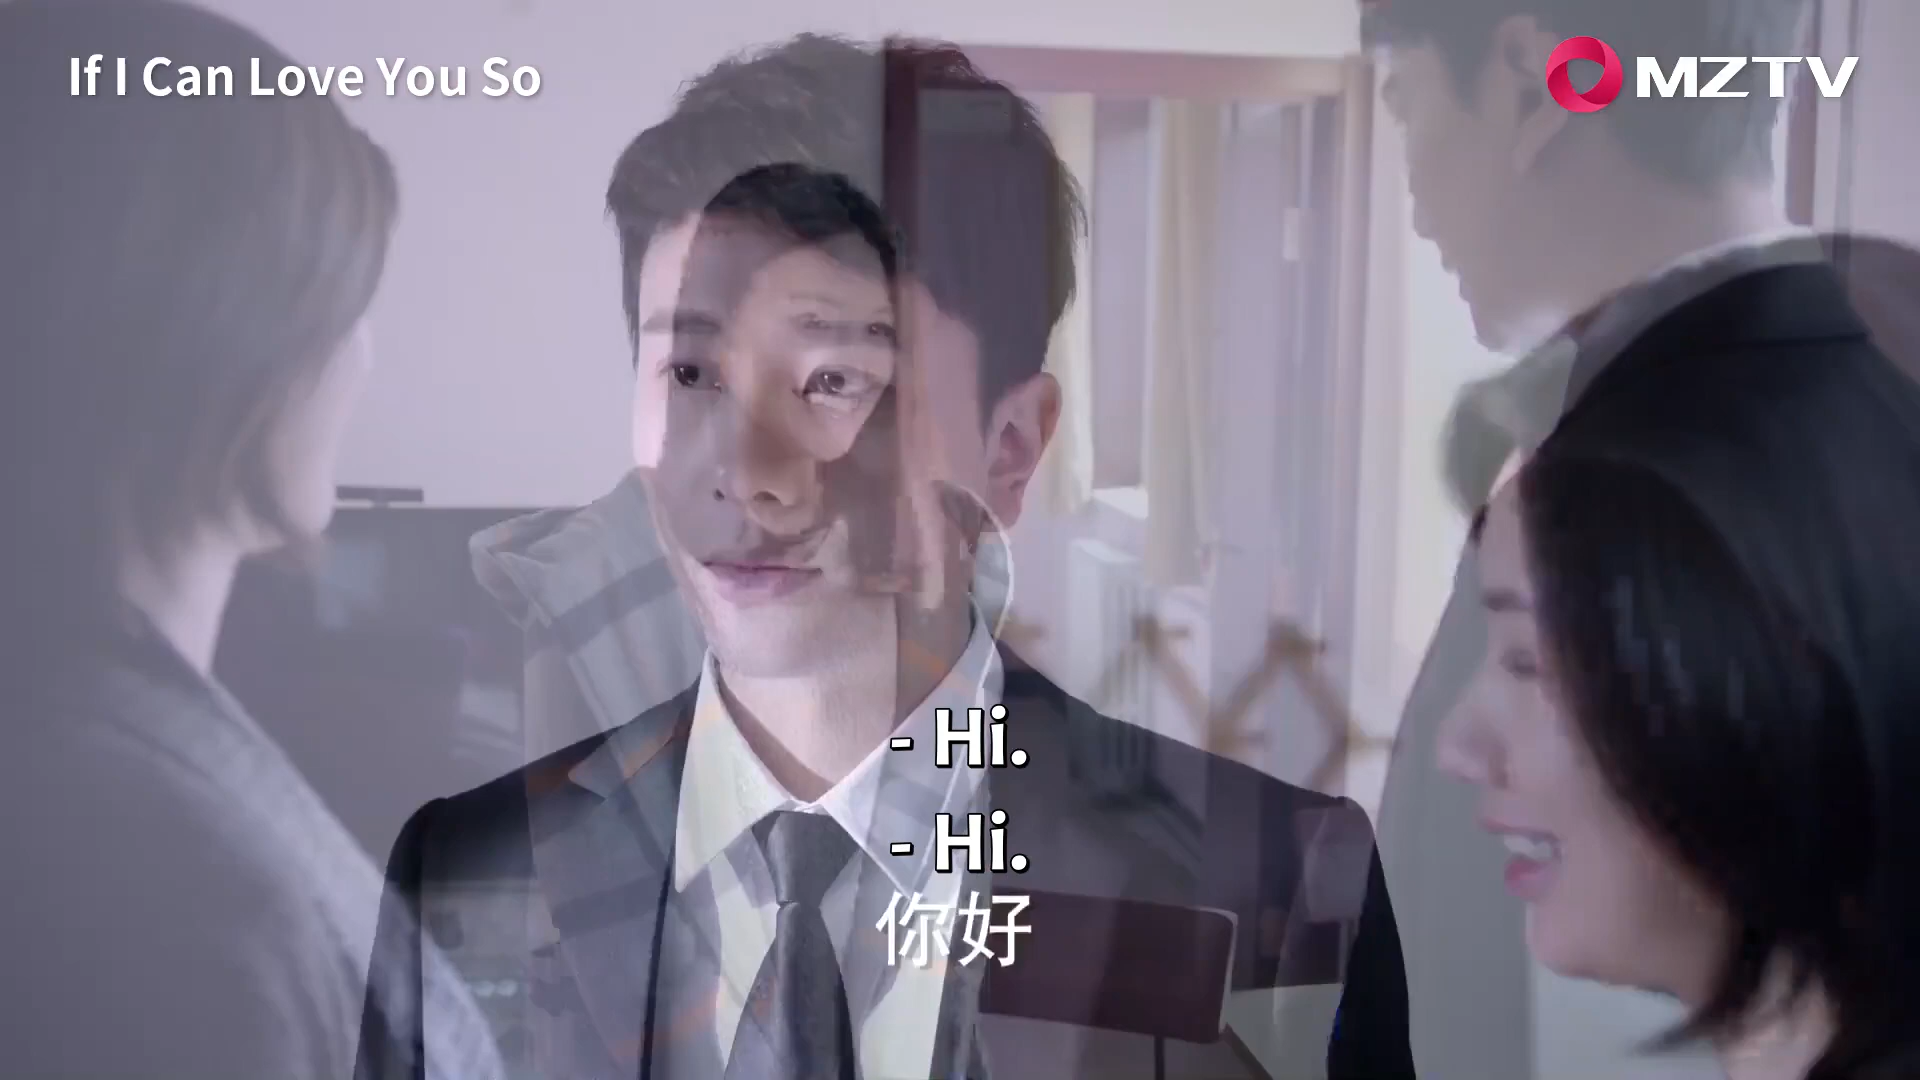 If I Can Love You So
MZTV
- Hi.
- Hi.
你好